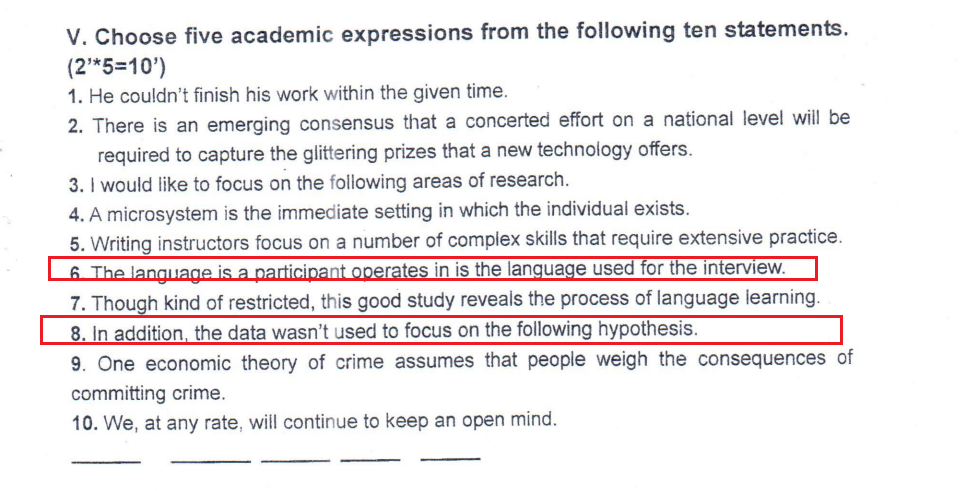 V. Choose five academic expressions from the following ten statements.
(2’*5=10’)
1. He couldn’t finish his work within the given time.
2. There is an emerging consensus that a concerted effort on a national level will be
required to capture the glittering prizes that a new technology offers.
3. I would like to focus on the following areas of research.
4. A microsystem is the immediate setting in which the individual exists.
5. Writing instructors focus on a number of complex skills that require extensive practice.
6. The language is a participant operates in is the language used for the interview.
7. Though kind of restricted, this good study reveals the process of language learning.
8. In addition, the data wasn’t used to focus on the following hypothesis.
9. One economic theory of crime assumes that people weigh the consequences of
committing crime.
10. We, at any rate, will continue to keep an open mind.